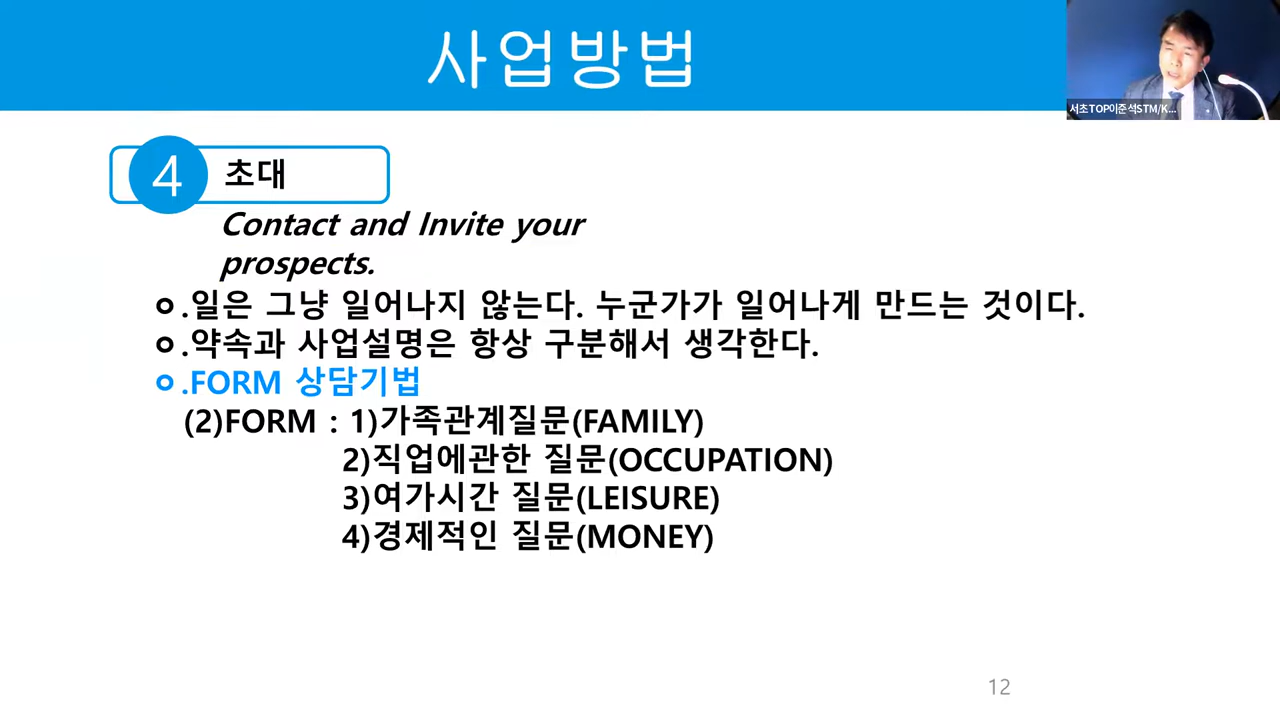 사업방법
서초TOP이준석STM/K...
4 초대
Contact and Invite your
prospects.
ㅇ.일은 그냥 일어나지 않는다. 누군가가 일어나게 만드는 것이다.
ㅇ.약속과 사업설명은 항상 구분해서 생각한다.
ㅇ.FORM 상담기법
(2)FORM : 1)가족관계질문(FAMILY)
2)직업에관한 질문(OCCUPATION)
3)여가시간 질문(LEISURE)
4)경제적인 질문(MONEY)
12